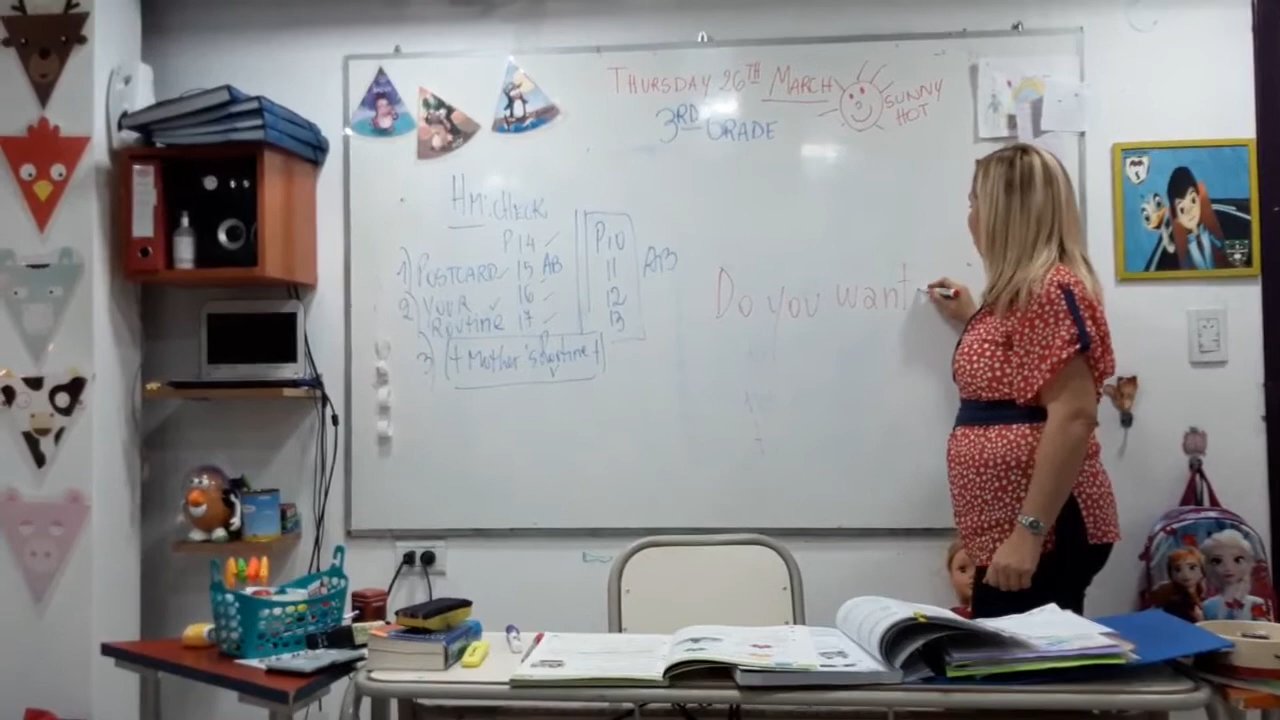 THURSDAY 26TH MARCH
SUNNY
HOT
3RD GRADE
HM: CHECK
P14 ✓
1) POSTCARD ✓ 15 AB
16 ✓
2) YOUR ✓
ROUTINE 17 ✓
3) Mother's Routine
P10
11 AB
12
13
Do you want